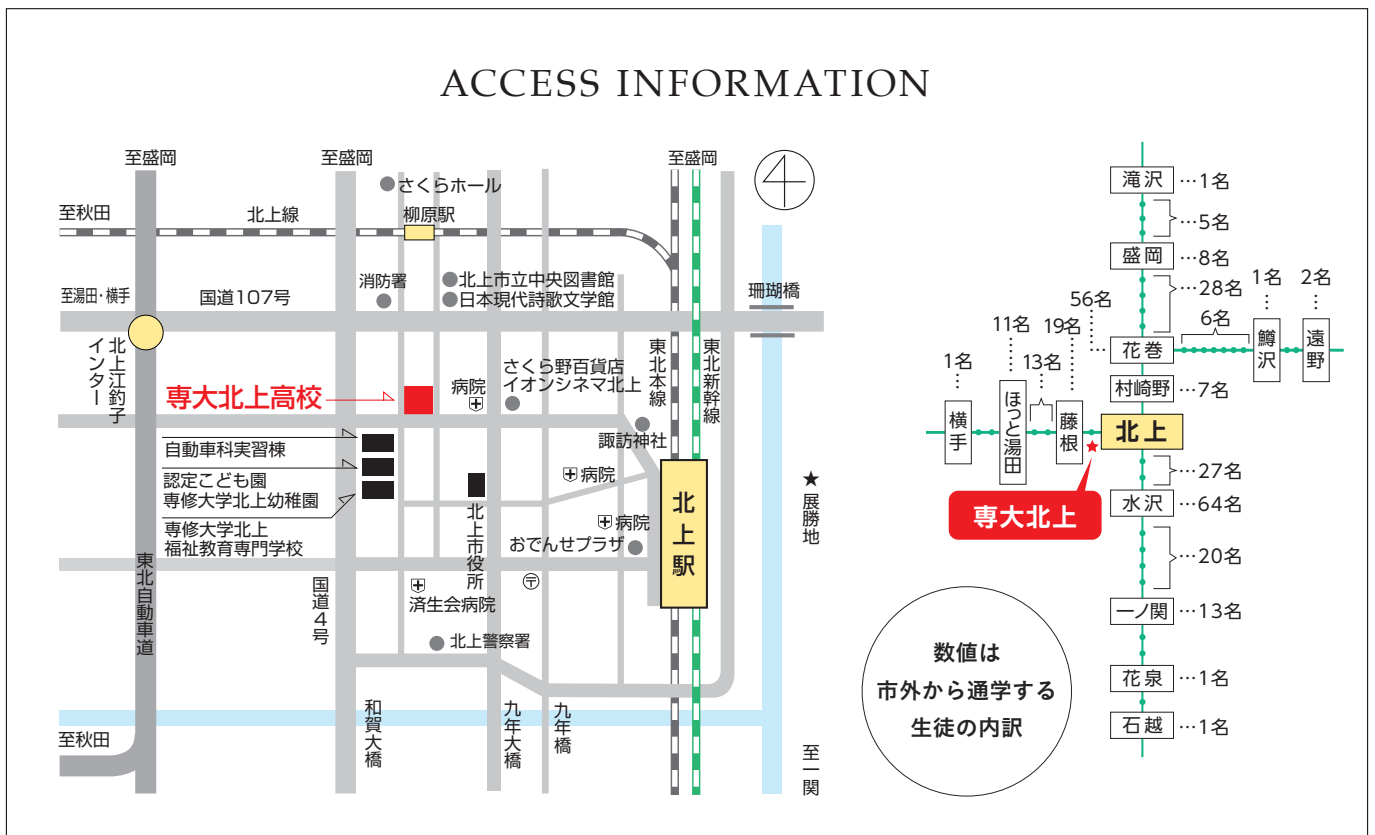 ACCESS INFORMATION
至盛岡
至盛岡
至盛岡
さくらホール
至秋田
北上線
柳原駅
消防署
北上市立中央図書館
日本現代詩歌文学館
至湯田・横手
国道107号
珊瑚橋
北上江釣子
インター
さくら野百貨店
イオンシネマ北上
東北本線
東北新幹線
専大北上高校
病院
諏訪神社
自動車科実習棟
認定こども園
専修大学北上幼稚園
専修大学北上
福祉教育専門学校
病院
病院
北上市役所
おでんせプラザ
北上駅
★展勝地
東北自動車道
国道4号
済生会病院
〒
北上警察署
至秋田
和賀大橋
九年大橋
九年橋
至一関
滝沢
…1名
…5名
盛岡
…8名
…28名
56名……
花巻
6名
1名…
鱒沢
2名…
遠野
村崎野
…7名
1名…
横手
11名……
ほっと湯田
13名
19名……
藤根
北上
★
専大北上
…27名
水沢
…64名
…20名
一ノ関
…13名
花泉
…1名
石越
…1名
数値は
市外から通学する
生徒の内訳